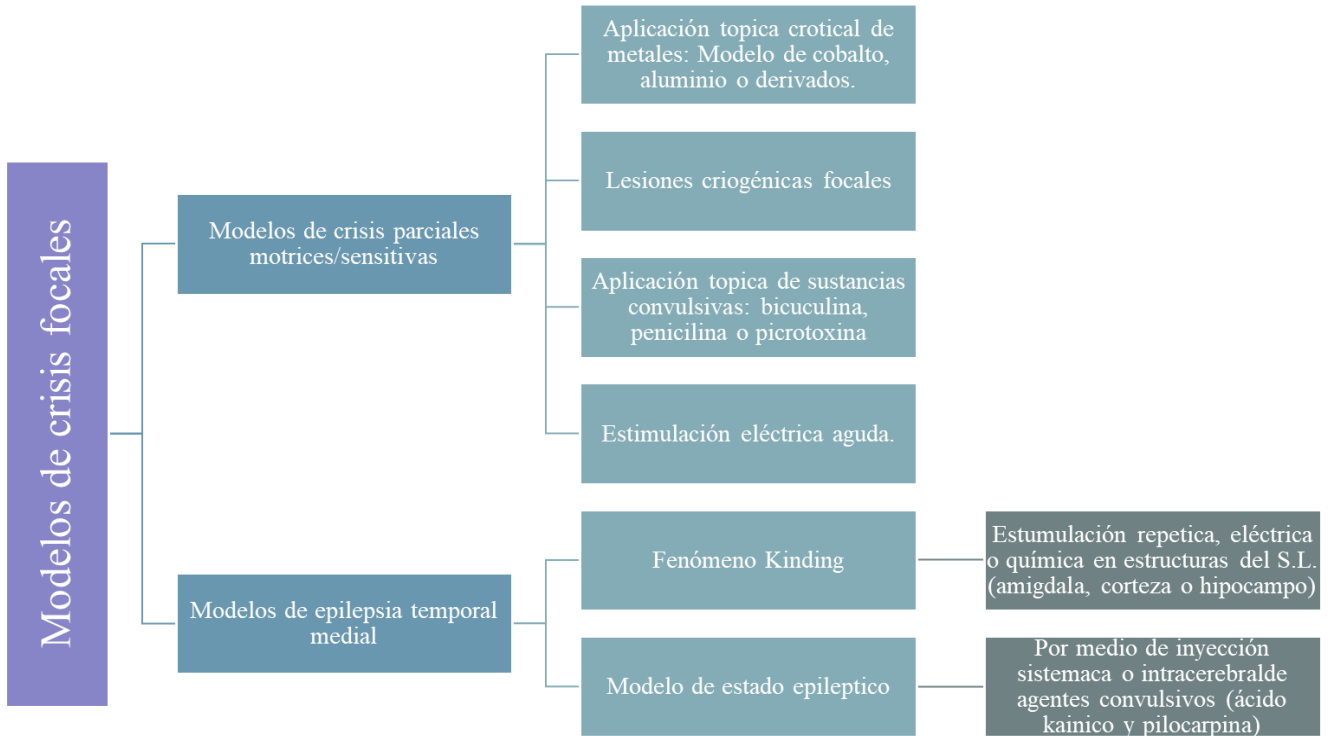 Modelos de crisis focales
Modelos de crisis parciales
motrices/sensitivas
Aplicación topica crotical de
metales: Modelo de cobalto,
aluminio o derivados.
Lesiones criogénicas focales
Aplicación topica de sustancias
convulsivas: bicuculina,
penicilina o picrotoxina
Estimulación eléctrica aguda.
Modelos de epilepsia temporal
medial
Fenómeno Kinding
Estumulación repetica, eléctrica
o química en estructuras del S.L.
(amigdala, corteza o hipocampo)
Modelo de estado epileptico
Por medio de inyección
sistemaca o intracerebralde
agentes convulsivos (ácido
kainico y pilocarpina)